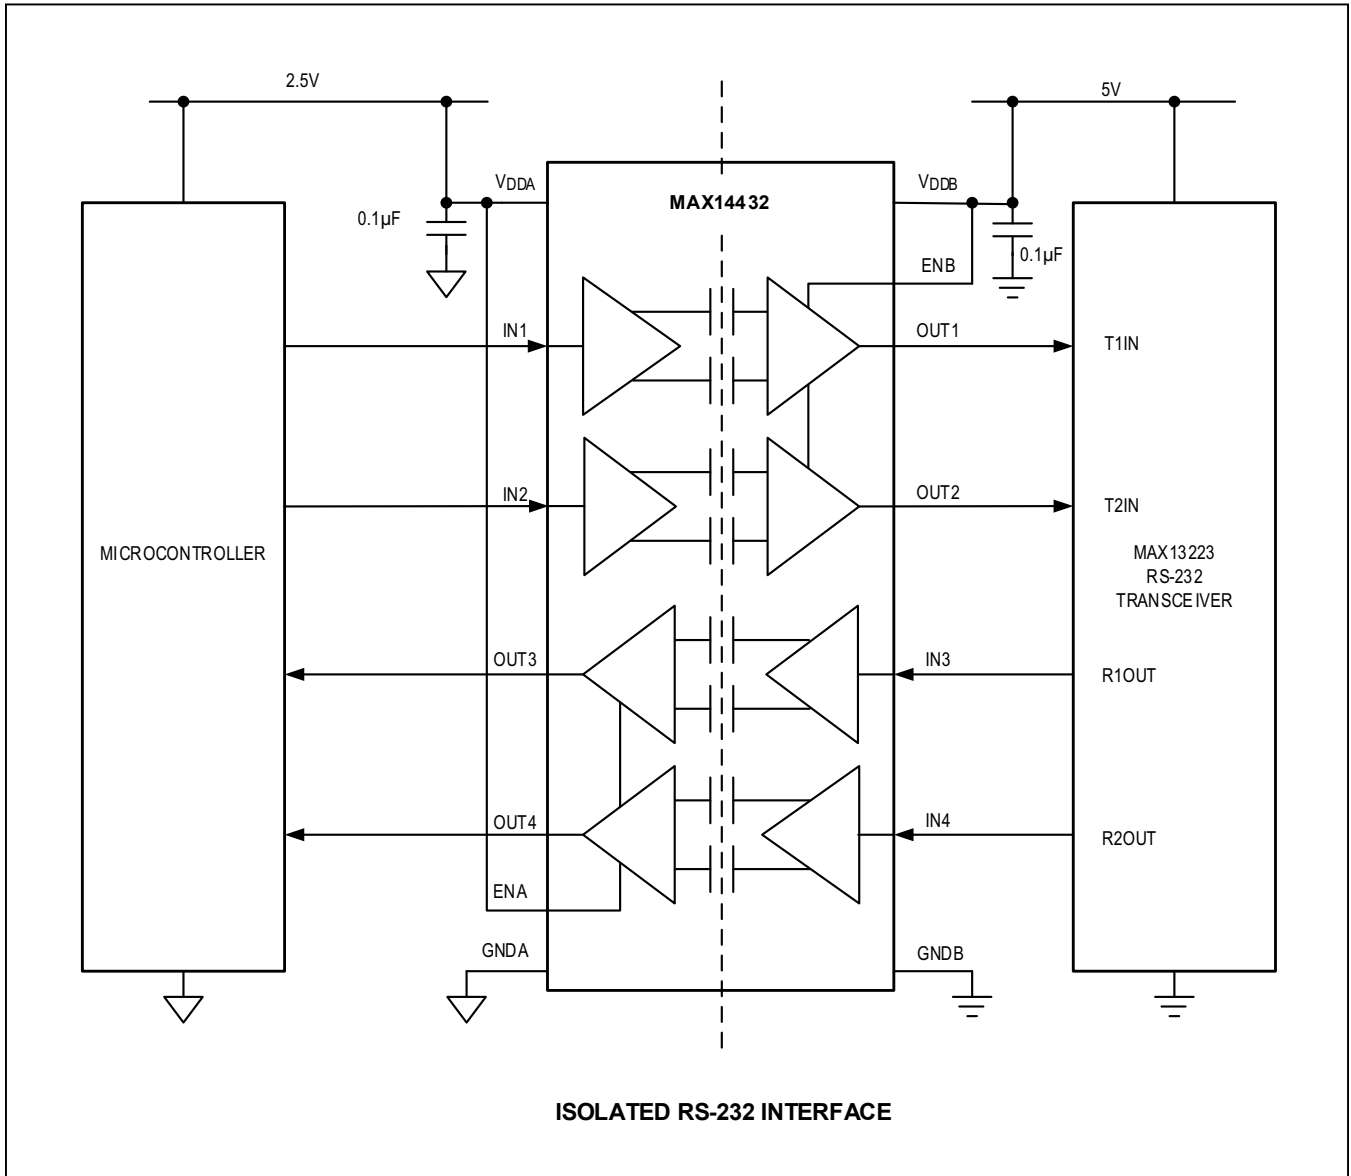 2.5V
5V
VDDA
MAX14432
VDDB
0.1µF
0.1µF
ENB
IN1
OUT1
T1IN
IN2
OUT2
T2IN
MICROCONTROLLER
MAX13223
RS-232
TRANSCEIVER
OUT3
IN3
R1OUT
OUT4
IN4
R2OUT
ENA
GNDA
GNDB
ISOLATED RS-232 INTERFACE